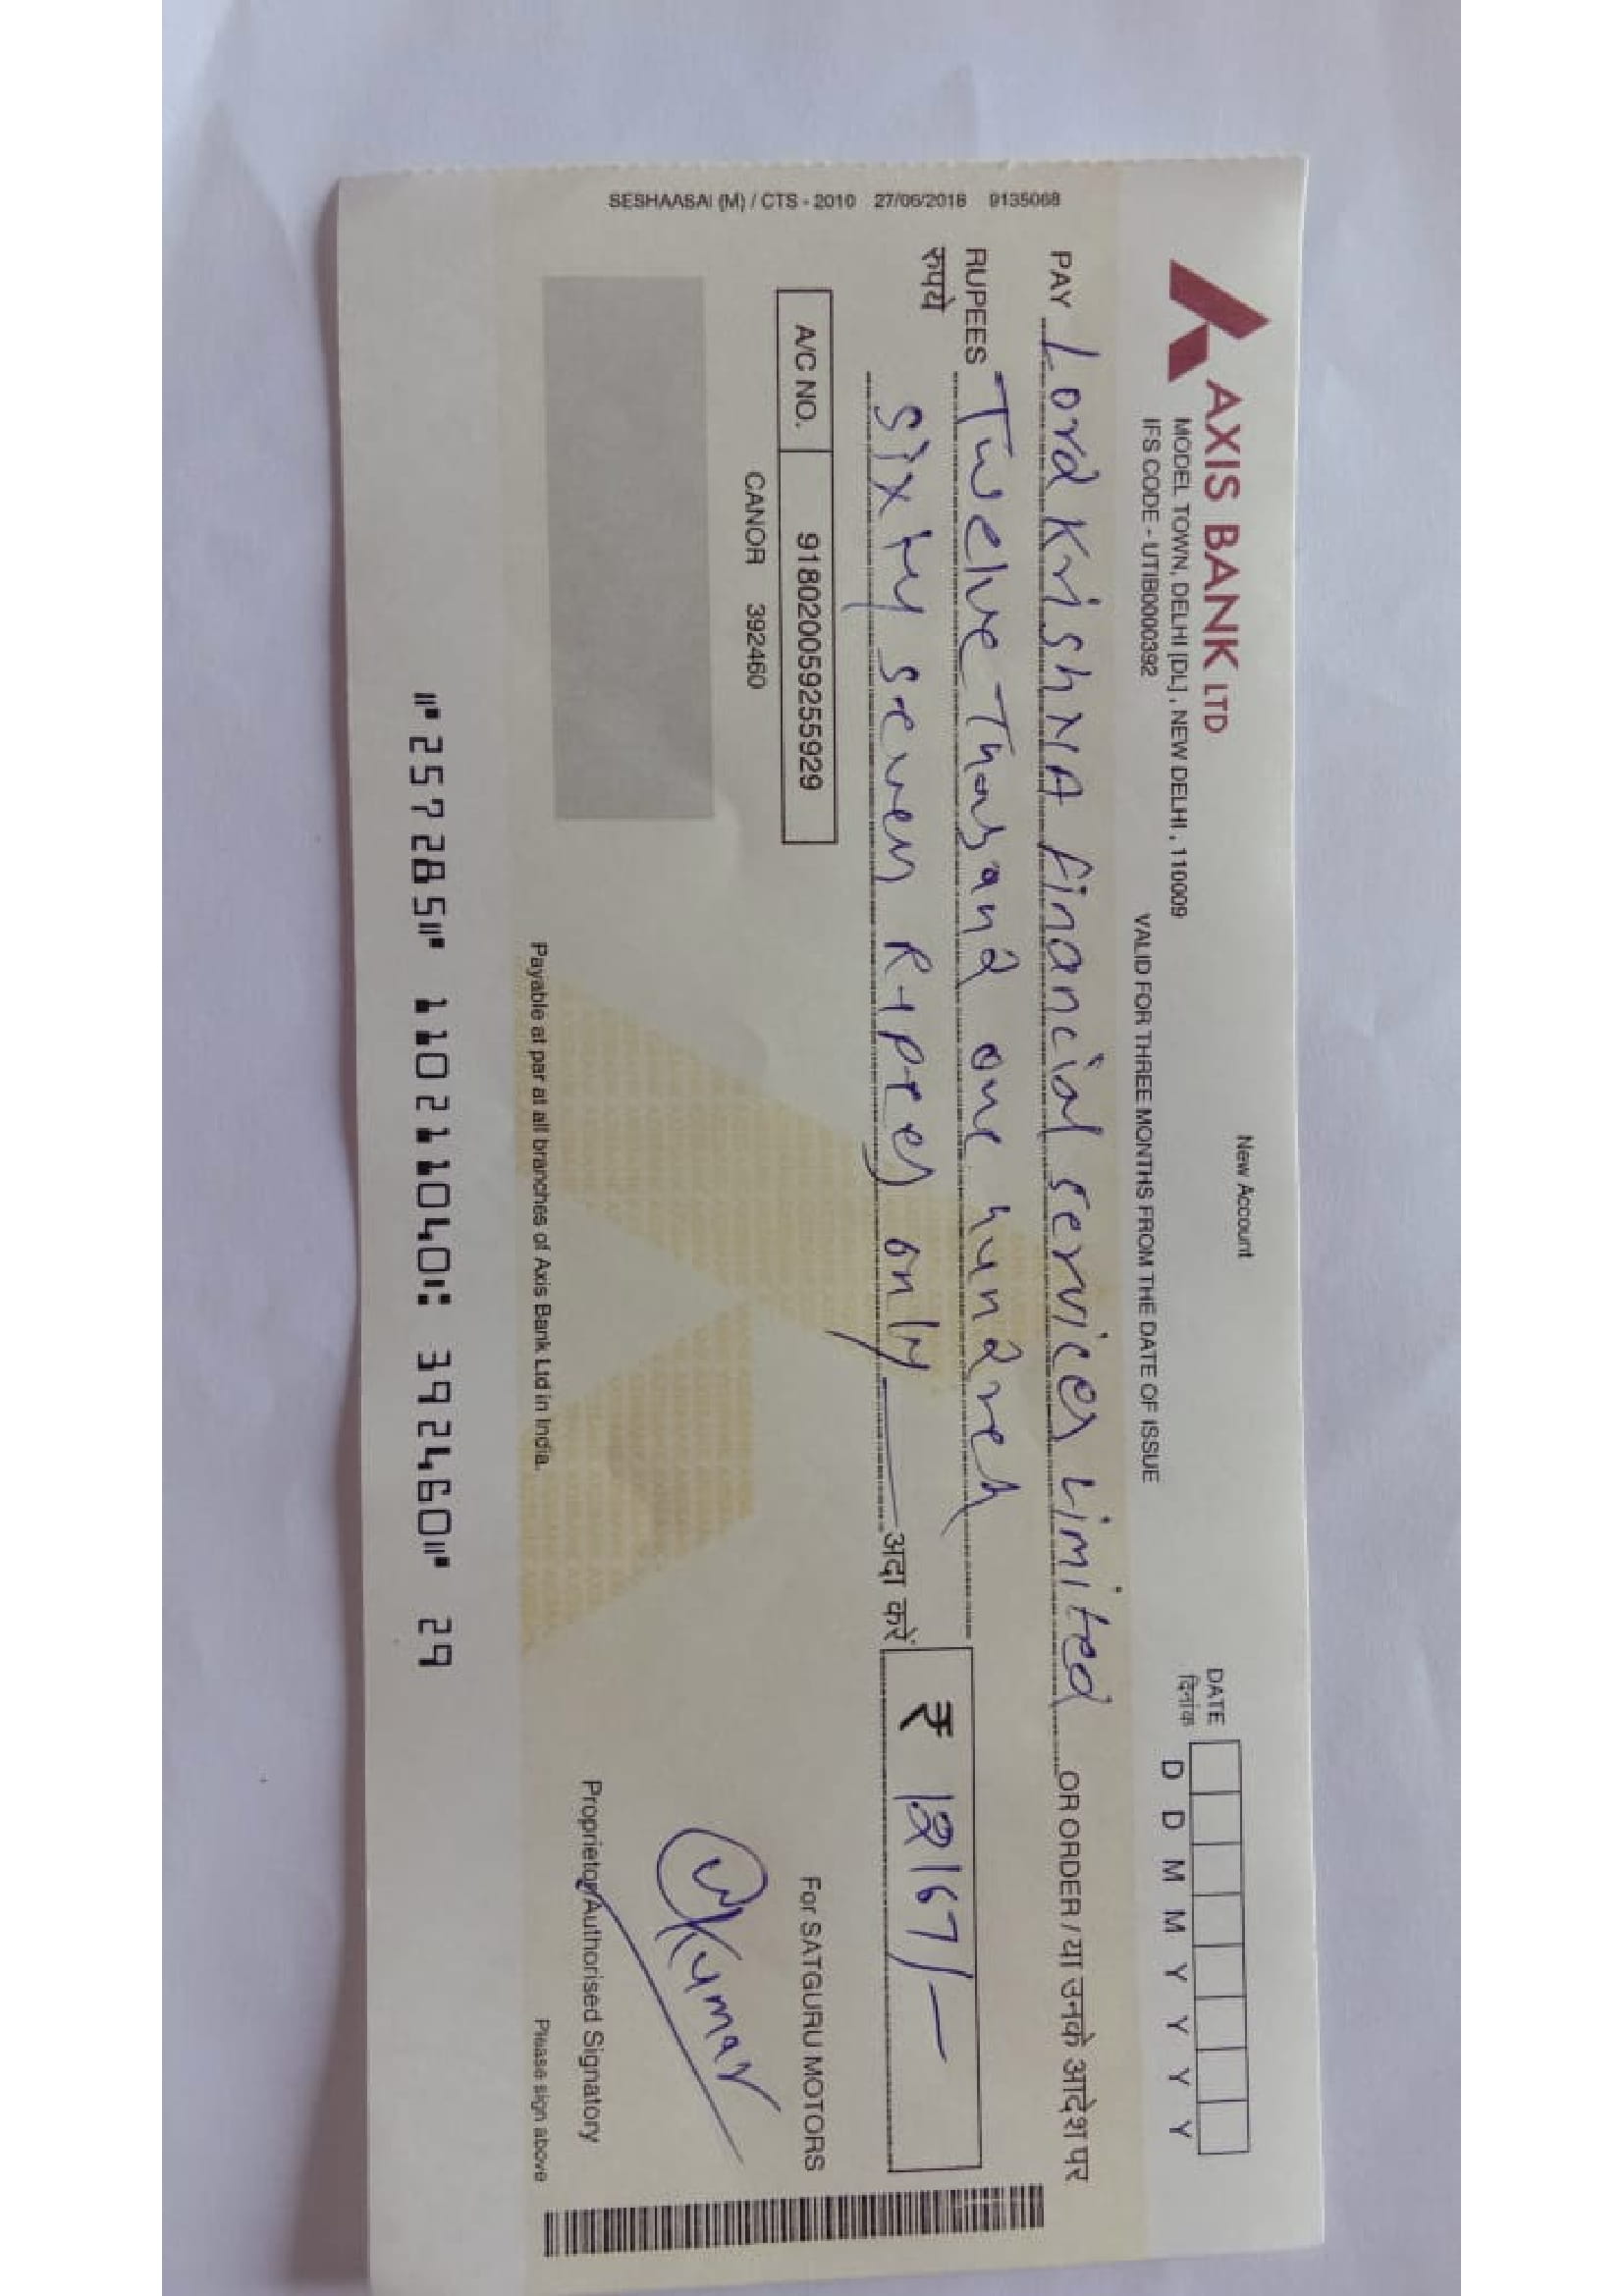 New Account
AXIS BANK LTD
MODEL TOWN, DELHI [DL], NEW DELHI, 110009
IFS CODE - UTIB0000392
VALID FOR THREE MONTHS FROM THE DATE OF ISSUE
DATE
दिनांक
D D M M Y Y Y Y
PAY Lord KrishNA financial services Limited OR ORDER / या उनके आदेश पर
RUPEES Twelve Thousand one hundred
रुपये sixty seven Rupees only अदा करें
₹ 12167/-
A/C NO. 918020059255929
CANOR 392460
For SATGURU MOTORS
Kumar
Proprietor/Authorised Signatory
Please sign above
Payable at par at all branches of Axis Bank Ltd in India.
SESHAASAI (M) / CTS - 2010 27/06/2018 9135068
⑈257285⑈ 110211040⑆ 392460⑈ 29